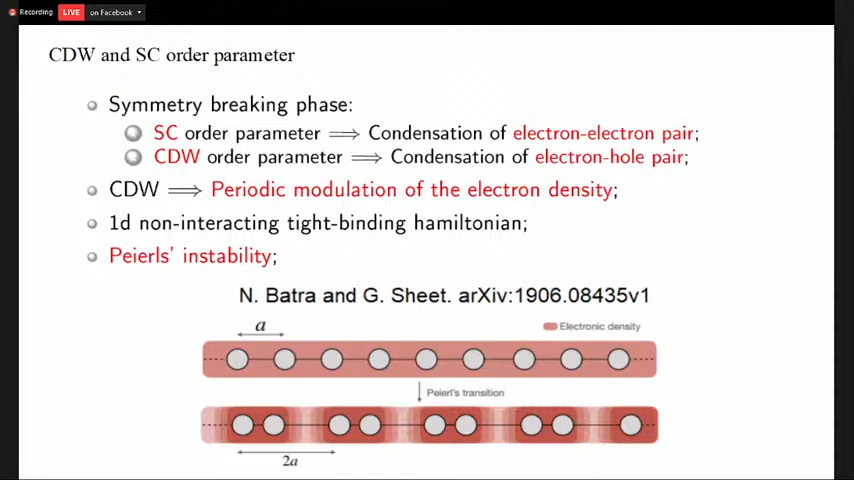 Recording LIVE on Facebook
CDW and SC order parameter
Symmetry breaking phase:
SC order parameter ⟹ Condensation of electron-electron pair;
CDW order parameter ⟹ Condensation of electron-hole pair;
CDW ⟹ Periodic modulation of the electron density;
1d non-interacting tight-binding hamiltonian;
Peierls' instability;
N. Batra and G. Sheet. arXiv:1906.08435v1
a
Electronic density
Peierl's transition
2a